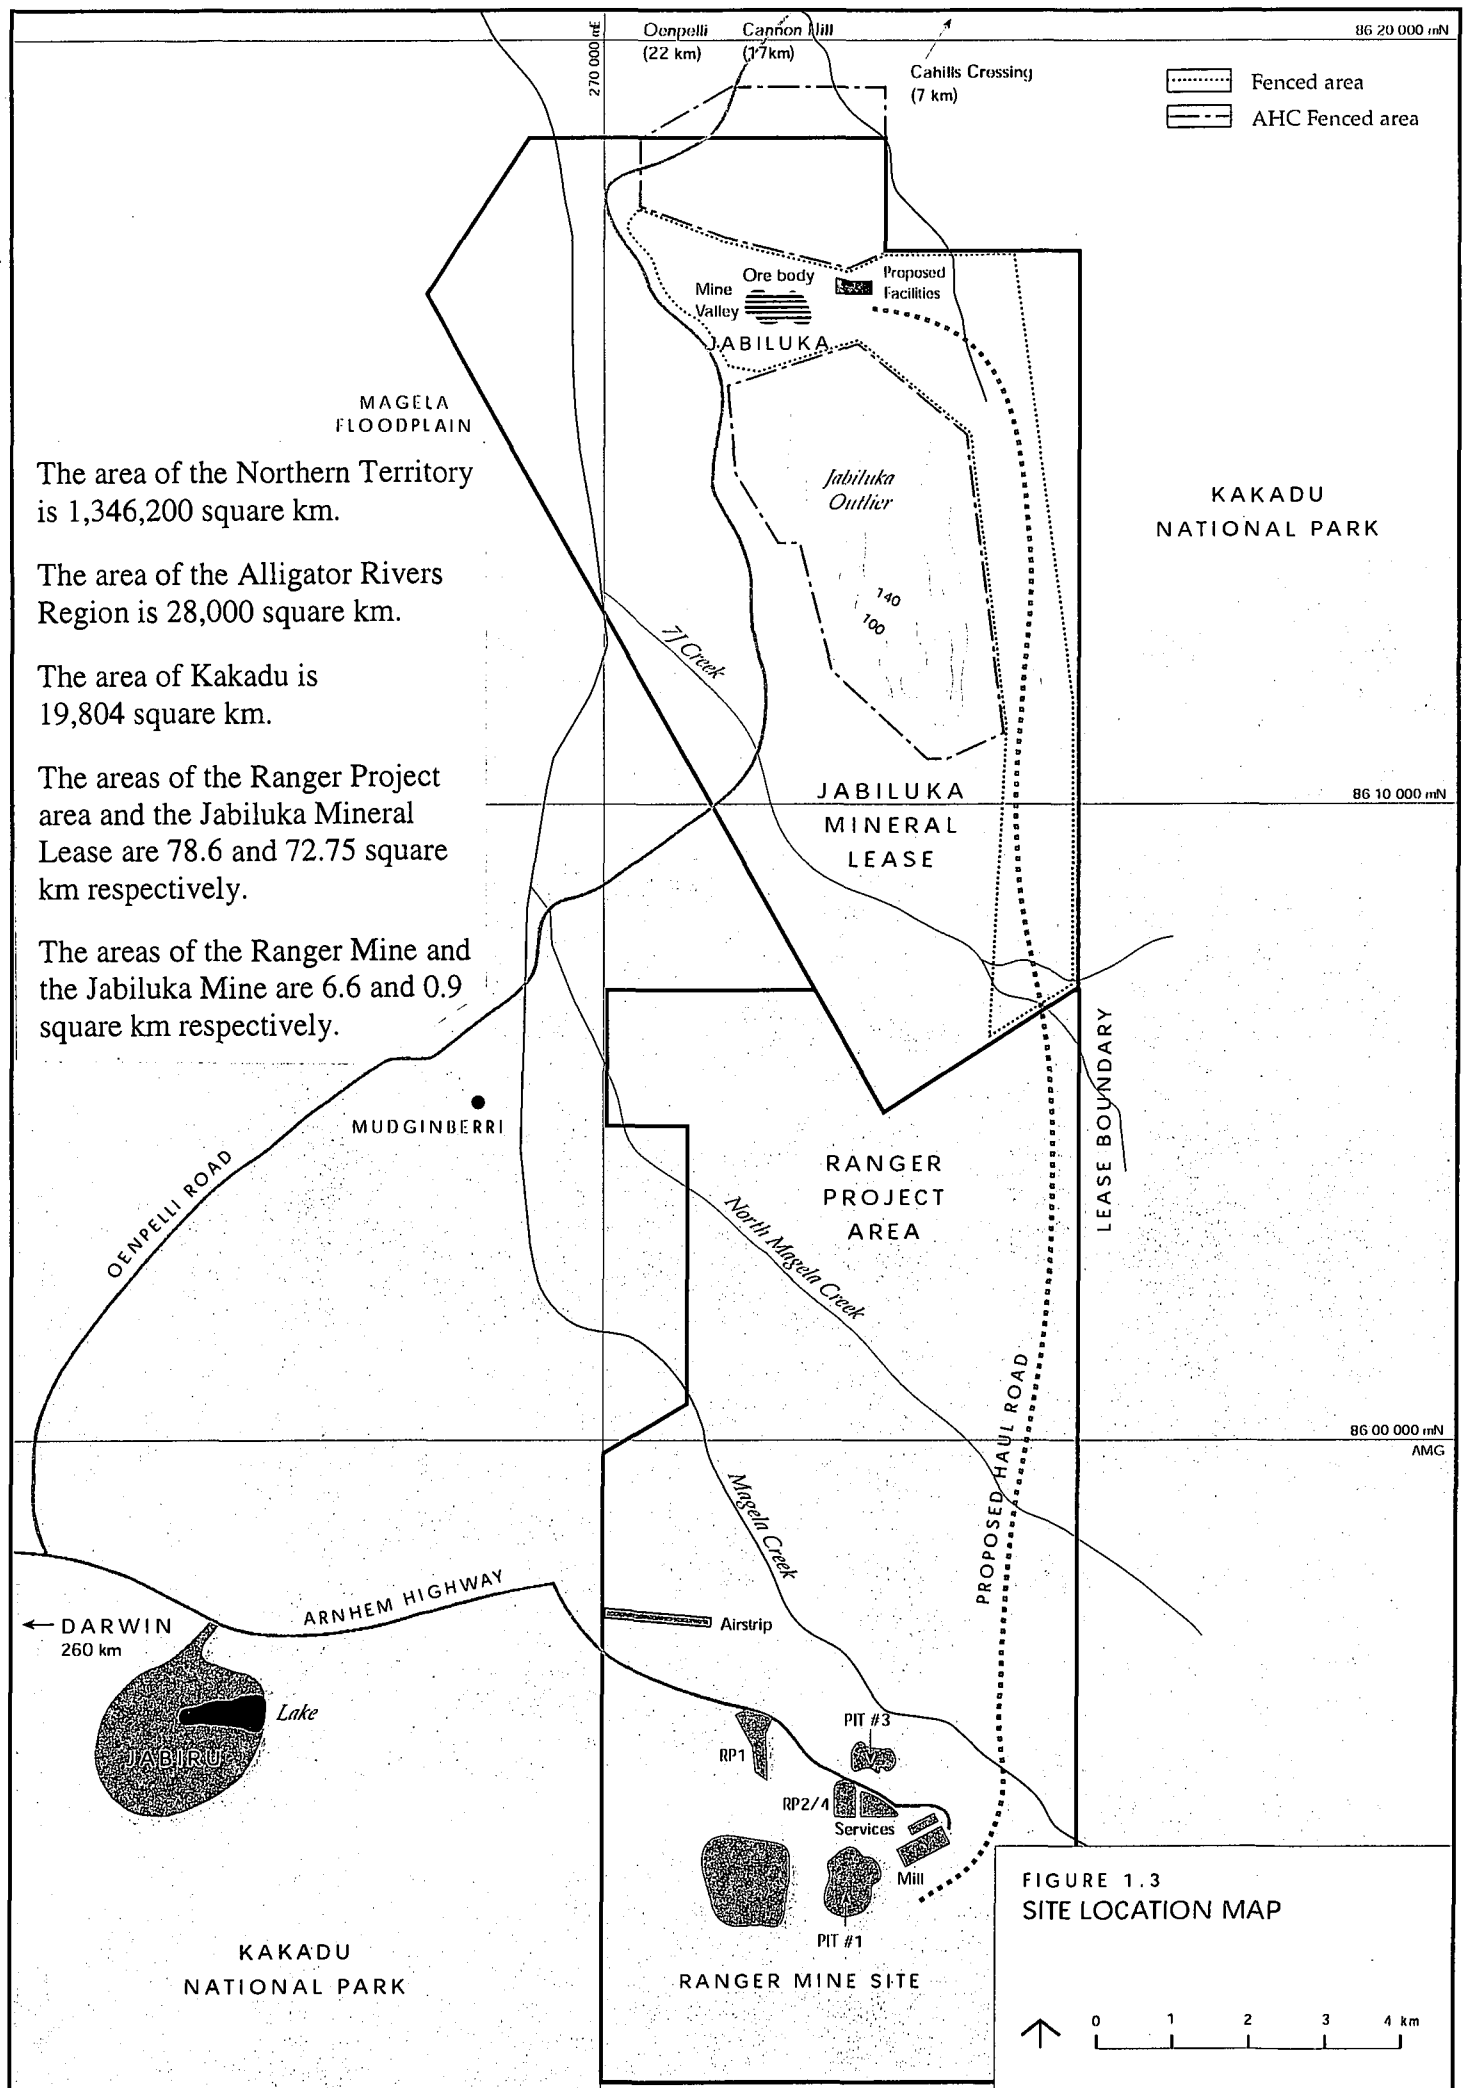 86 20 000 mN
270 000 mE
Oenpelli
(22 km)
Cannon Hill
(17km)
Cahills Crossing
(7 km)
Fenced area
AHC Fenced area
Ore body
Mine
Valley
Proposed
Facilities
JABILUKA
MAGELA
FLOODPLAIN
The area of the Northern Territory
is 1,346,200 square km.
The area of the Alligator Rivers
Region is 28,000 square km.
The area of Kakadu is
19,804 square km.
The areas of the Ranger Project
area and the Jabiluka Mineral
Lease are 78.6 and 72.75 square
km respectively.
The areas of the Ranger Mine and
the Jabiluka Mine are 6.6 and 0.9
square km respectively.
Jabiluka
Outlier
KAKADU
NATIONAL PARK
140
100
7J Creek
86 10 000 mN
JABILUKA
MINERAL
LEASE
LEASE BOUNDARY
MUDGINBERRI
OENPELLI ROAD
RANGER
PROJECT
AREA
North Magela Creek
PROPOSED HAUL ROAD
86 00 000 mN
AMG
Magela Creek
ARNHEM HIGHWAY
← DARWIN
260 km
Airstrip
Lake
JABIRU
PIT #3
RP1
RP2/4
Services
Mill
PIT #1
KAKADU
NATIONAL PARK
RANGER MINE SITE
FIGURE 1.3
SITE LOCATION MAP
0 1 2 3 4 km